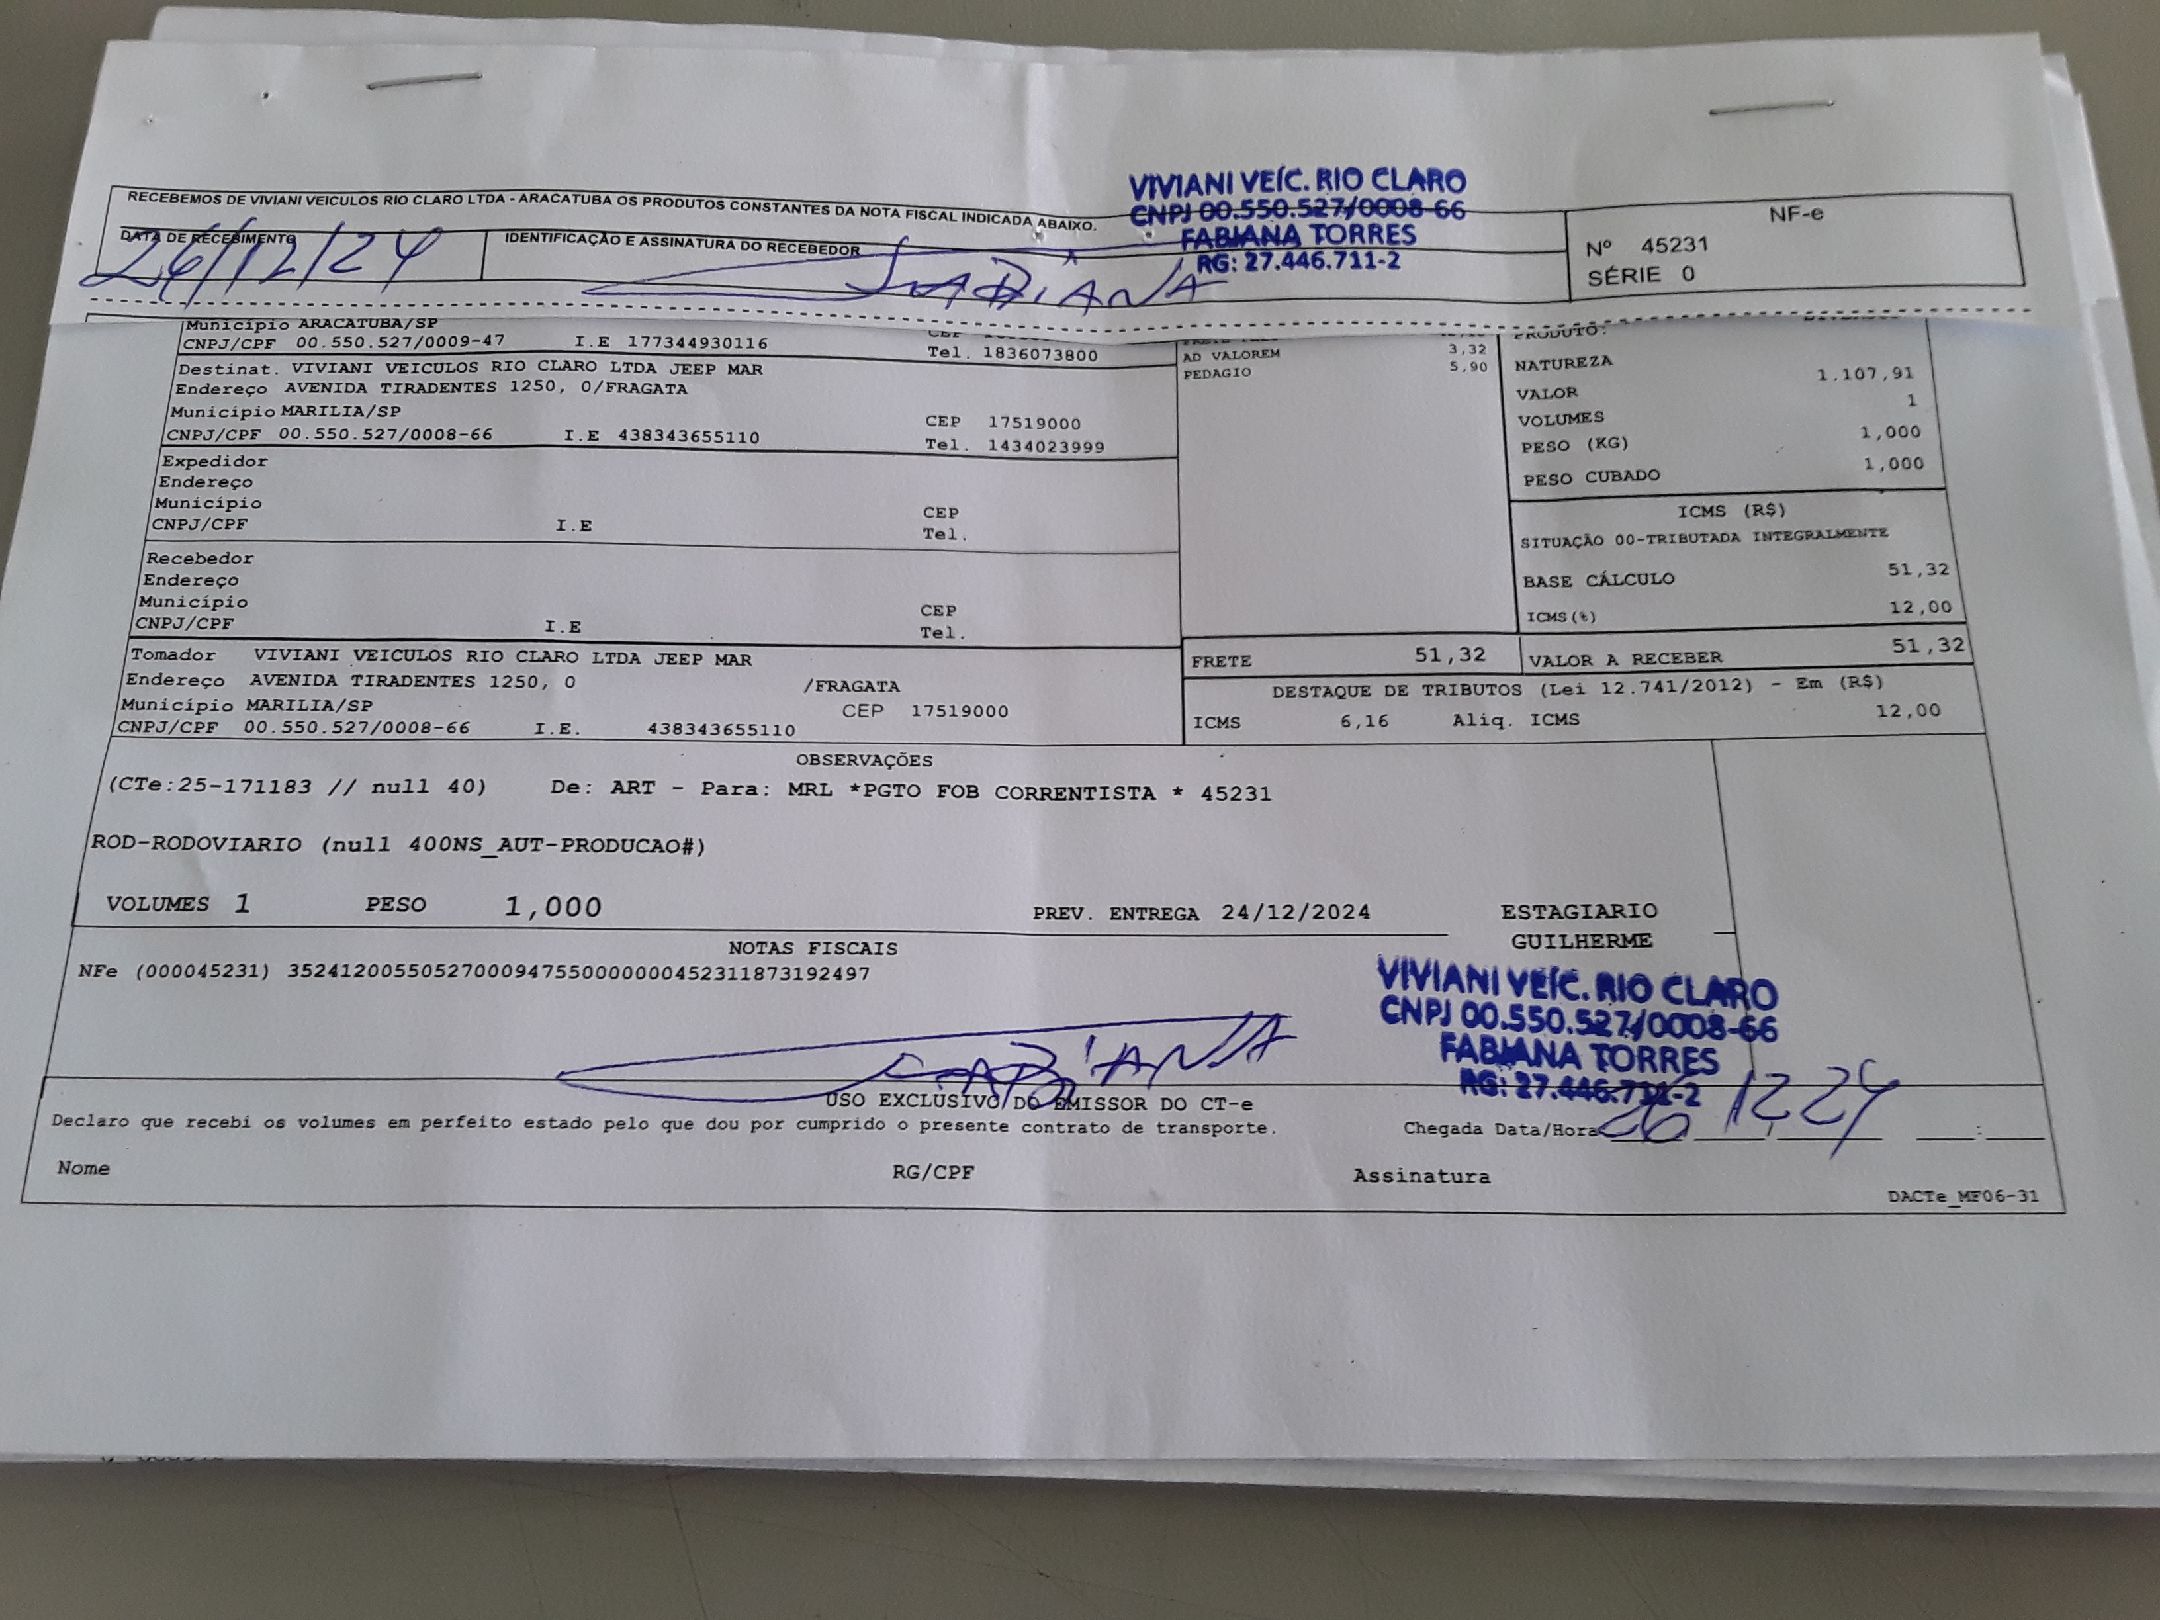 VIVIANI VEÍC. RIO CLARO
CNPJ 00.550.527/0008-66
FABIANA TORRES
RG: 27.446.711-2
RECEBEMOS DE VIVIANI VEICULOS RIO CLARO LTDA - ARACATUBA OS PRODUTOS CONSTANTES DA NOTA FISCAL INDICADA ABAIXO.
DATA DE RECEBIMENTO
26/12/24
IDENTIFICAÇÃO E ASSINATURA DO RECEBEDOR
FABIANA
NF-e
Nº 45231
SÉRIE 0
Município ARACATUBA/SP
CNPJ/CPF 00.550.527/0009-47 I.E 177344930116 Tel. 1836073800
Destinat. VIVIANI VEICULOS RIO CLARO LTDA JEEP MAR
Endereço AVENIDA TIRADENTES 1250, 0/FRAGATA
Município MARILIA/SP CEP 17519000
CNPJ/CPF 00.550.527/0008-66 I.E 438343655110 Tel. 1434023999
Expedidor
Endereço
Município CEP
CNPJ/CPF I.E Tel.
Recebedor
Endereço
Município CEP
CNPJ/CPF I.E Tel.
Tomador VIVIANI VEICULOS RIO CLARO LTDA JEEP MAR
Endereço AVENIDA TIRADENTES 1250, 0 /FRAGATA
Município MARILIA/SP CEP 17519000
CNPJ/CPF 00.550.527/0008-66 I.E. 438343655110
AD VALOREM 3,32
PEDAGIO 5,90
PRODUTO:
NATUREZA
VALOR 1.107,91
VOLUMES 1
PESO (KG) 1,000
PESO CUBADO 1,000
ICMS (R$)
SITUAÇÃO 00-TRIBUTADA INTEGRALMENTE
BASE CÁLCULO 51,32
ICMS(%) 12,00
FRETE 51,32 VALOR A RECEBER 51,32
DESTAQUE DE TRIBUTOS (Lei 12.741/2012) - Em (R$)
ICMS 6,16 Aliq. ICMS 12,00
OBSERVAÇÕES
(CTe:25-171183 // null 40) De: ART - Para: MRL *PGTO FOB CORRENTISTA * 45231
ROD-RODOVIARIO (null 400NS_AUT-PRODUCAO#)
VOLUMES 1 PESO 1,000 PREV. ENTREGA 24/12/2024 ESTAGIARIO
GUILHERME
NOTAS FISCAIS
NFe (000045231) 35241200550527000947550000000452311873192497
VIVIANI VEÍC. RIO CLARO
CNPJ 00.550.527/0008-66
FABIANA TORRES
RG: 27.446.711-2
FABIANA
USO EXCLUSIVO DO EMISSOR DO CT-e
Declaro que recebi os volumes em perfeito estado pelo que dou por cumprido o presente contrato de transporte. Chegada Data/Hora 26 12 24 :
Nome RG/CPF Assinatura
DACTe_MF06-31